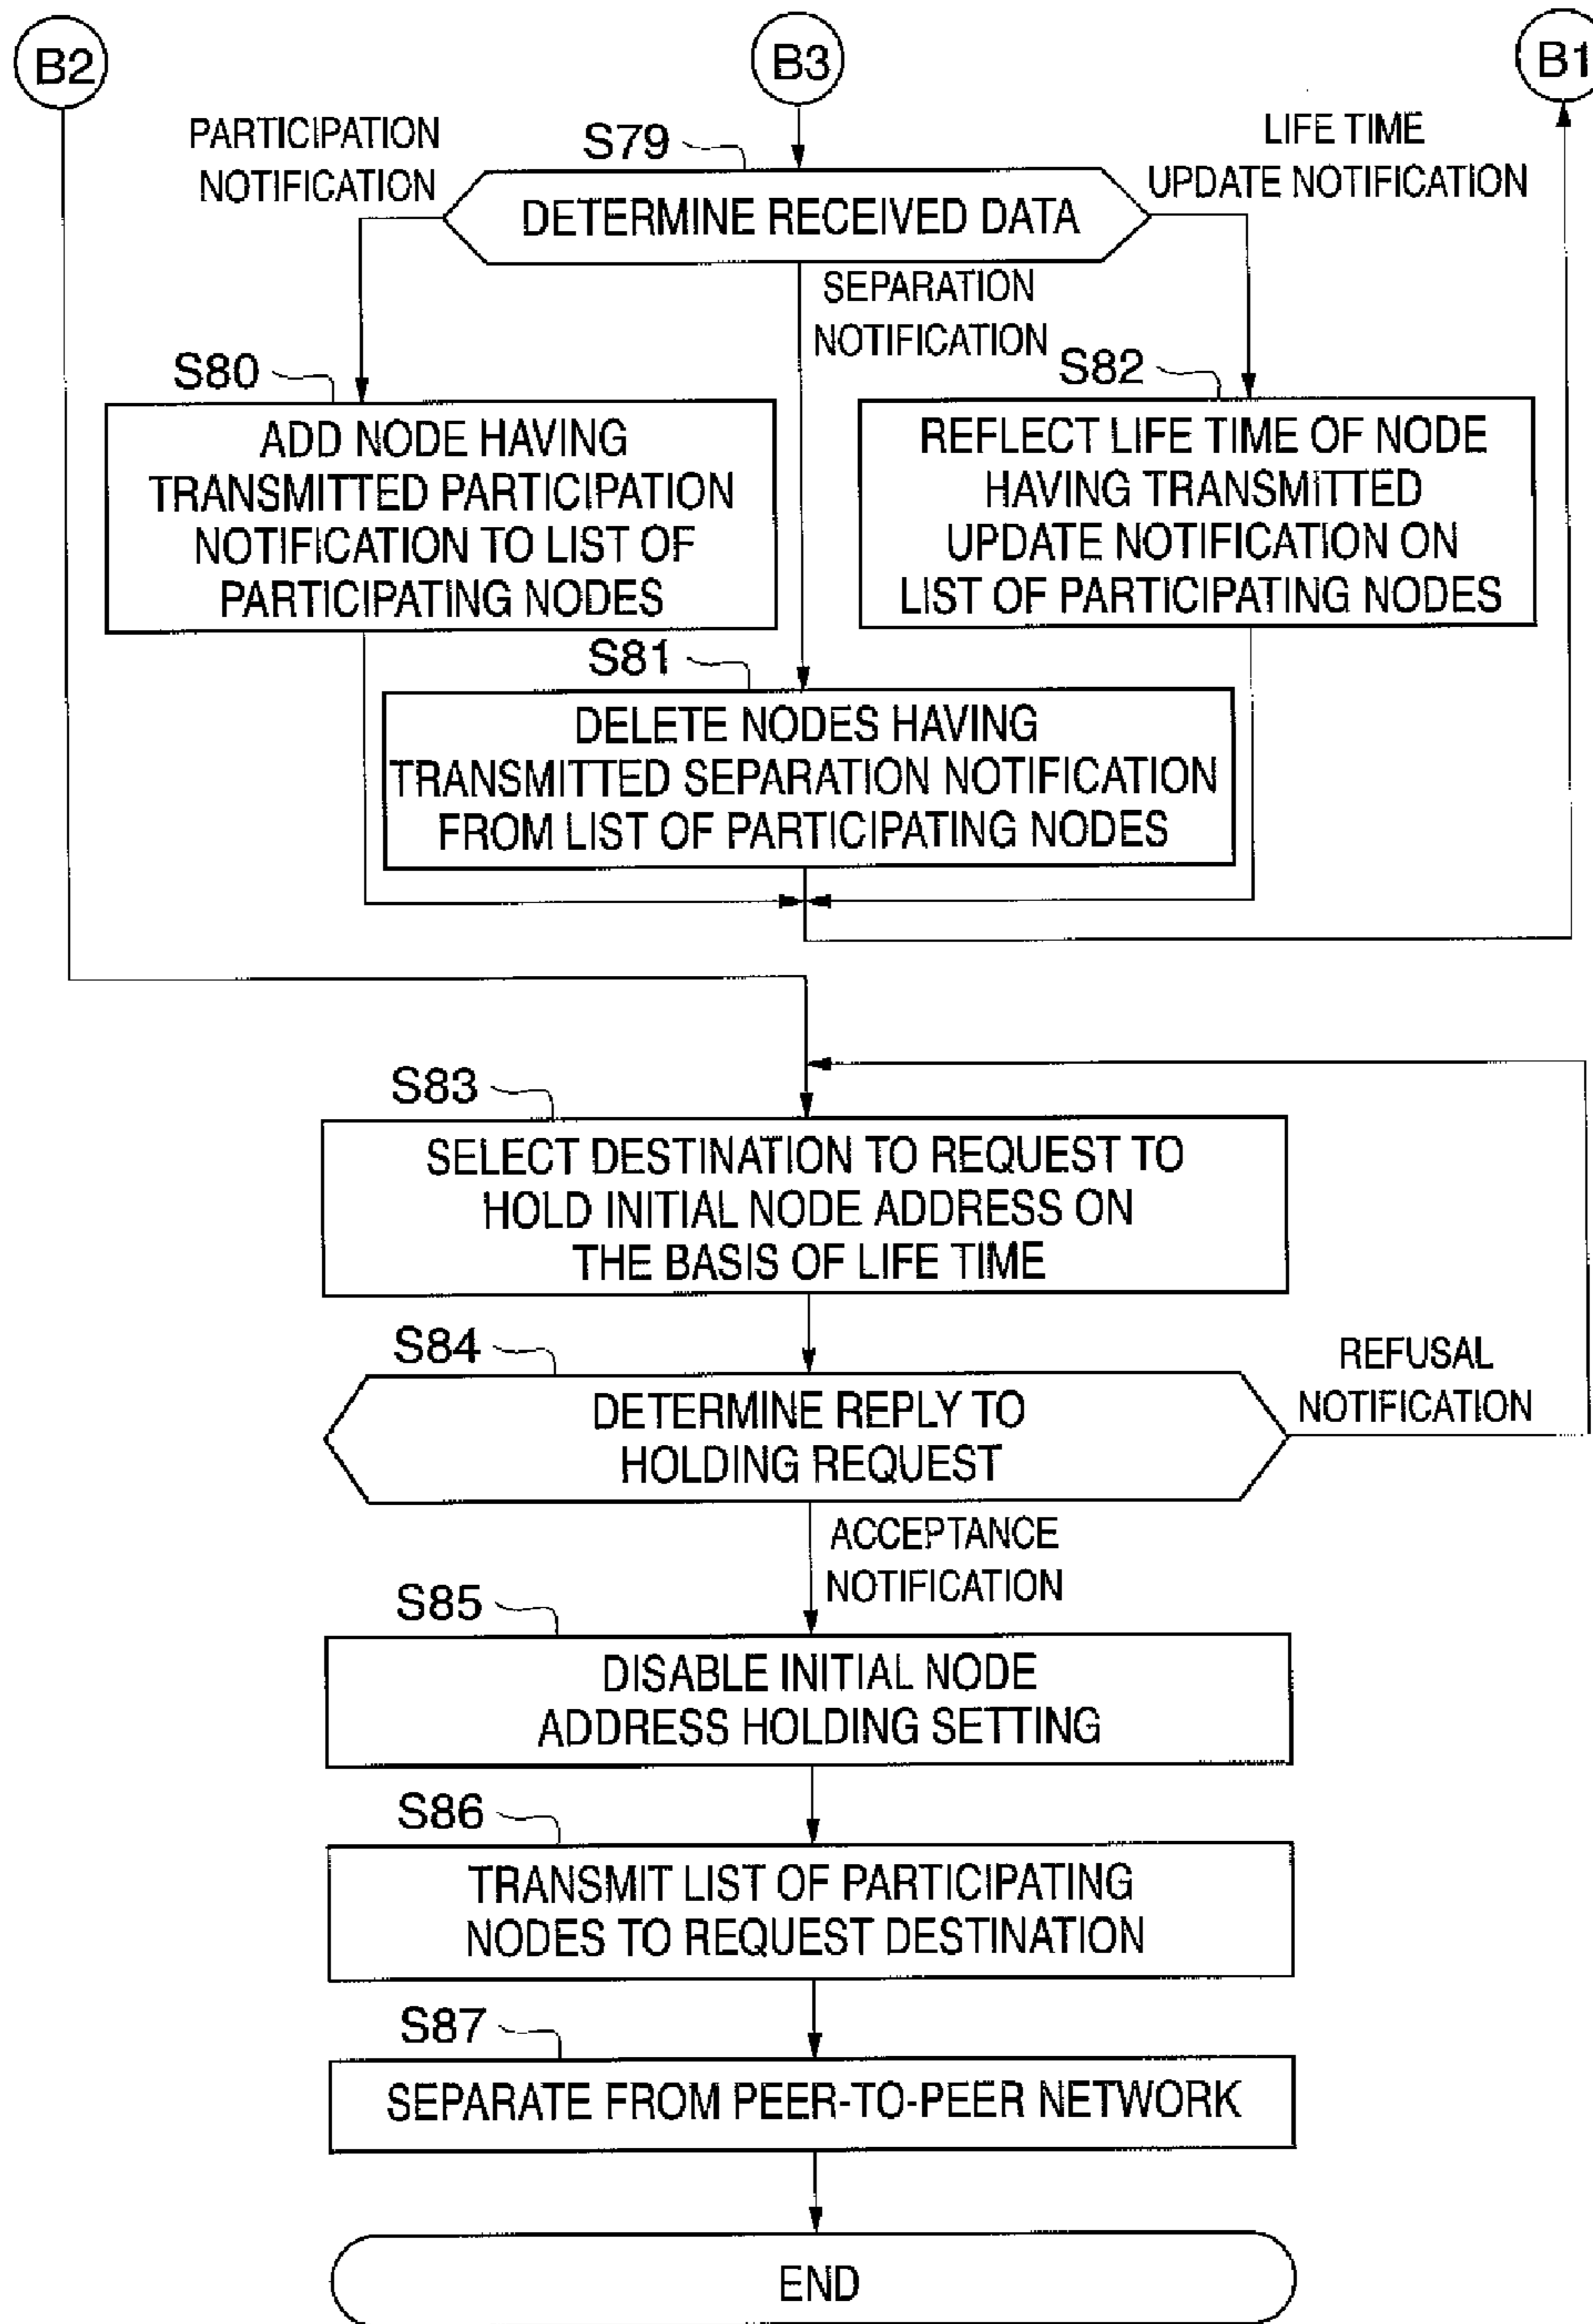 B2
B3
B1
PARTICIPATION
NOTIFICATION
S79
LIFE TIME
UPDATE NOTIFICATION
DETERMINE RECEIVED DATA
SEPARATION
NOTIFICATION
S80
S82
ADD NODE HAVING
TRANSMITTED PARTICIPATION
NOTIFICATION TO LIST OF
PARTICIPATING NODES
REFLECT LIFE TIME OF NODE
HAVING TRANSMITTED
UPDATE NOTIFICATION ON
LIST OF PARTICIPATING NODES
S81
DELETE NODES HAVING
TRANSMITTED SEPARATION NOTIFICATION
FROM LIST OF PARTICIPATING NODES
S83
SELECT DESTINATION TO REQUEST TO
HOLD INITIAL NODE ADDRESS ON
THE BASIS OF LIFE TIME
S84
DETERMINE REPLY TO
HOLDING REQUEST
REFUSAL
NOTIFICATION
ACCEPTANCE
NOTIFICATION
S85
DISABLE INITIAL NODE
ADDRESS HOLDING SETTING
S86
TRANSMIT LIST OF PARTICIPATING
NODES TO REQUEST DESTINATION
S87
SEPARATE FROM PEER-TO-PEER NETWORK
END